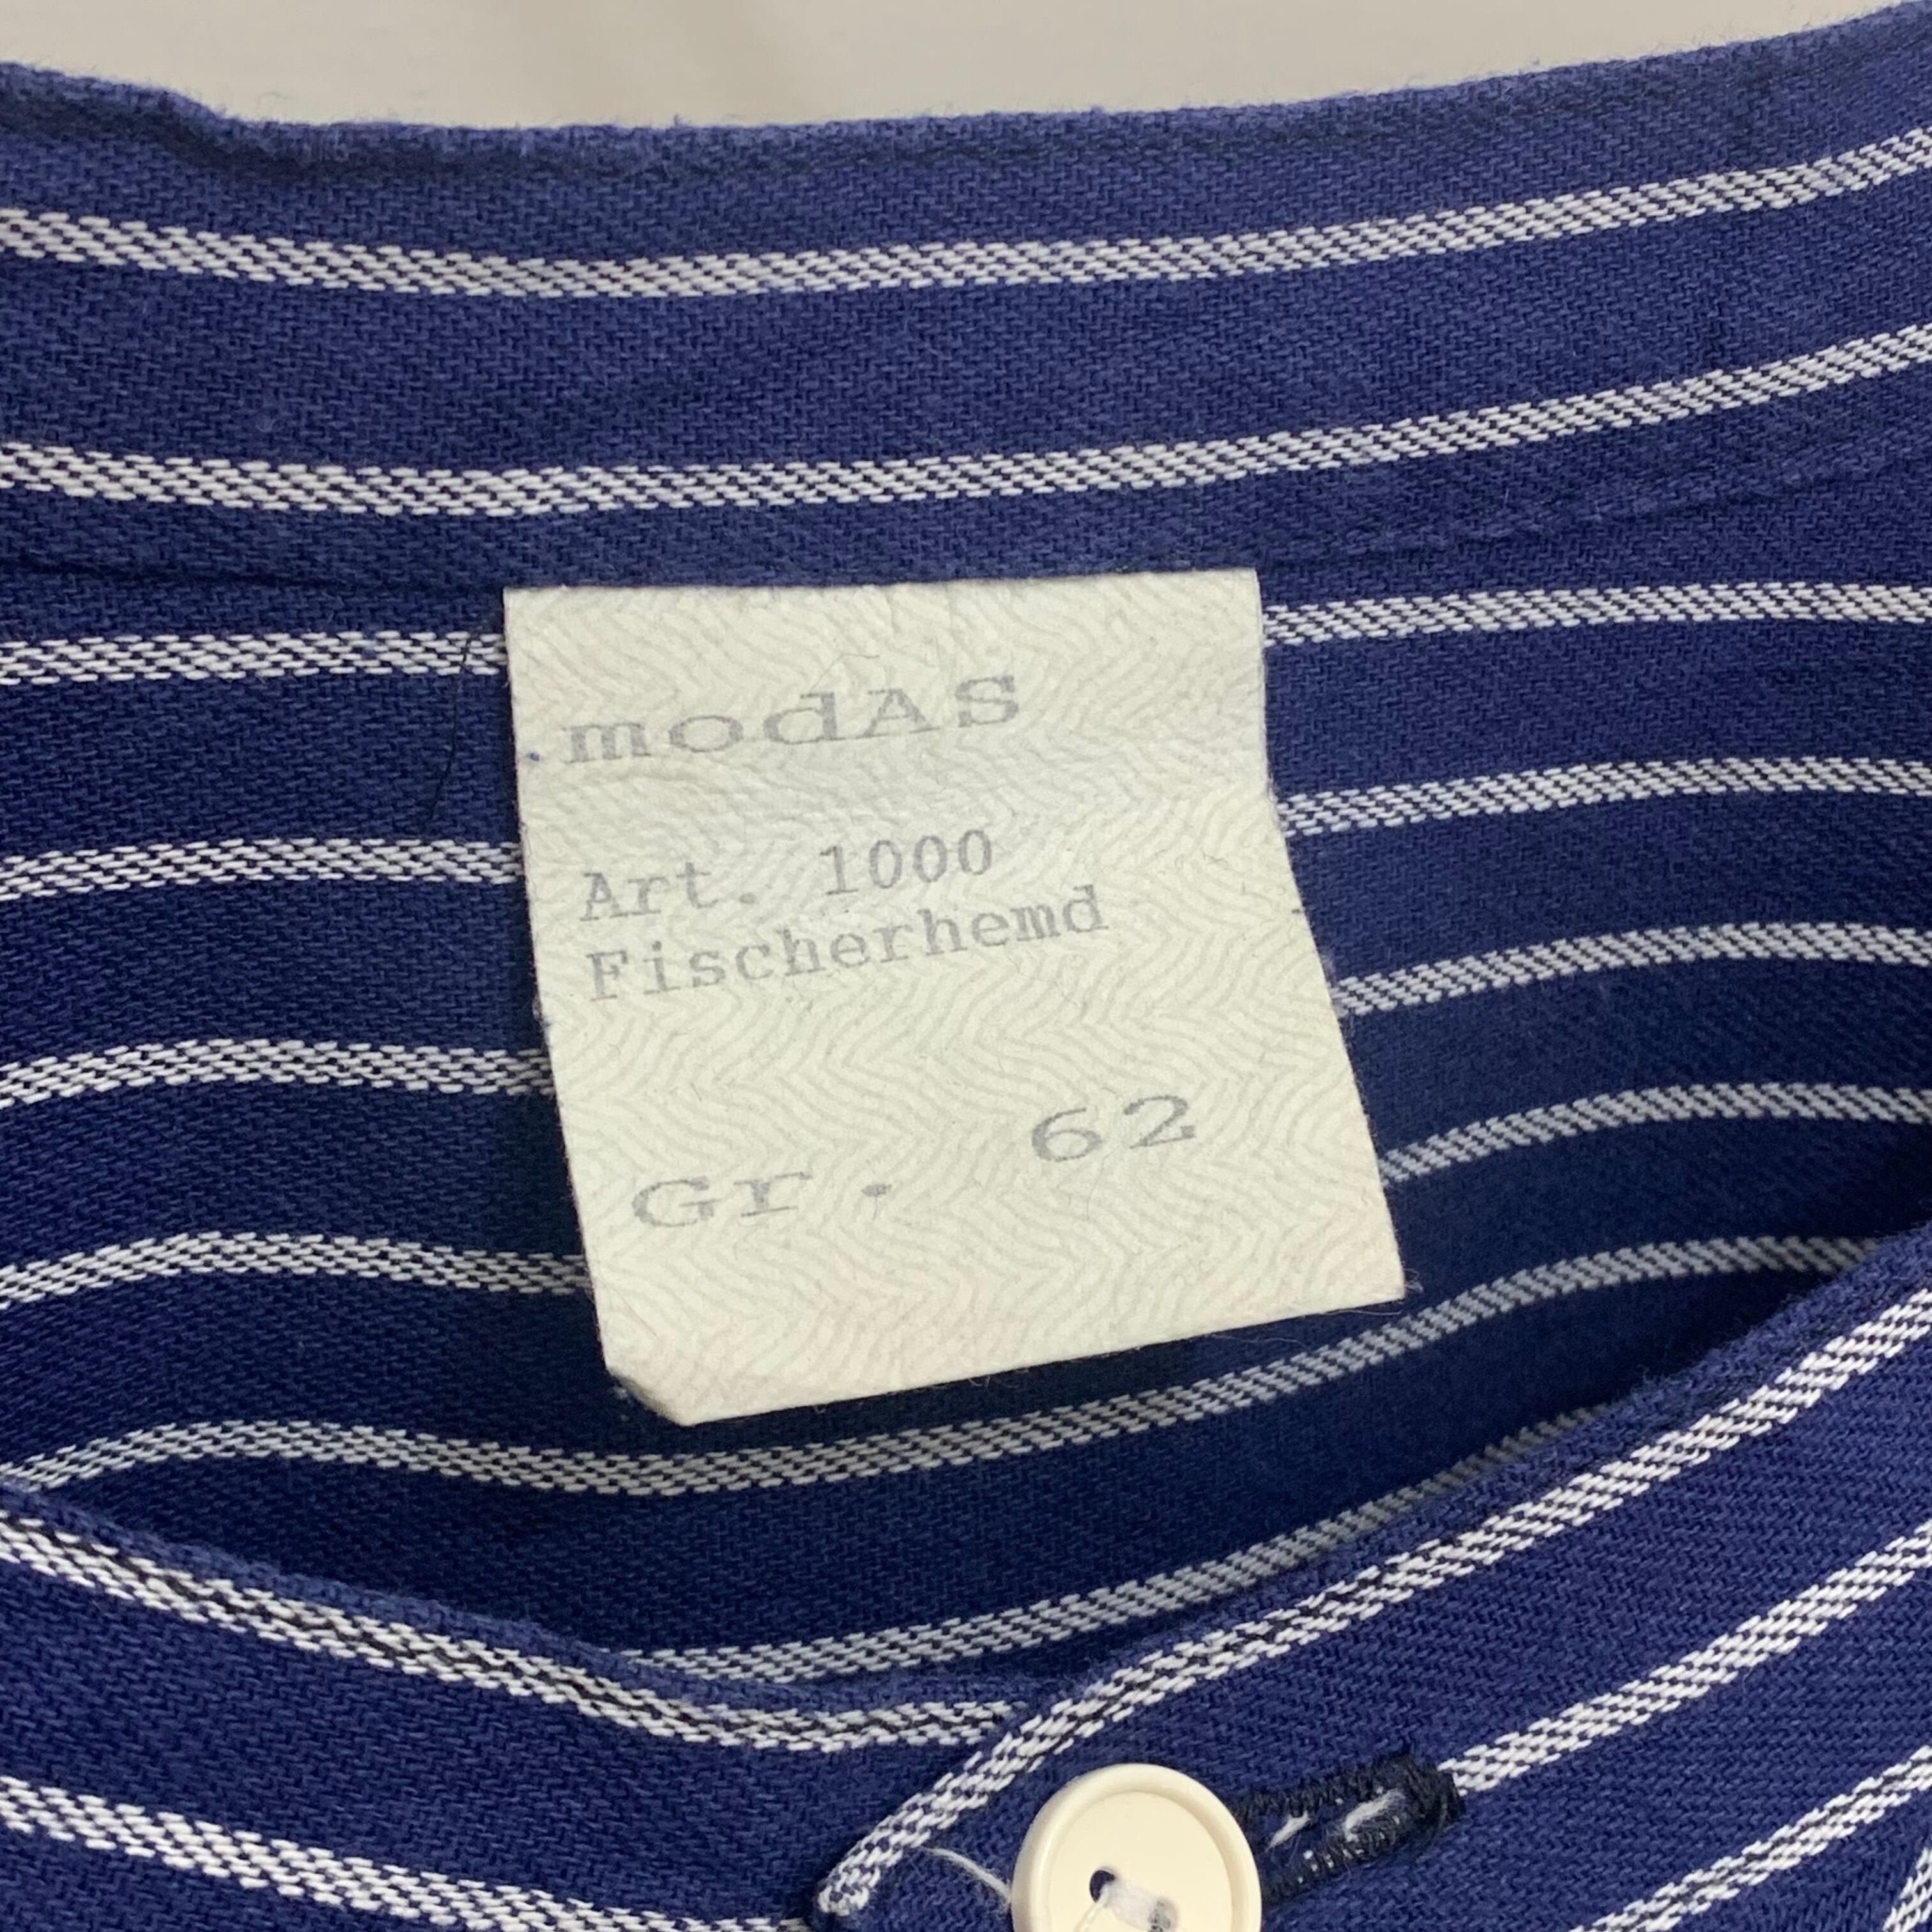 modAS
Art. 1000
Fischerhemd
Gr. 62